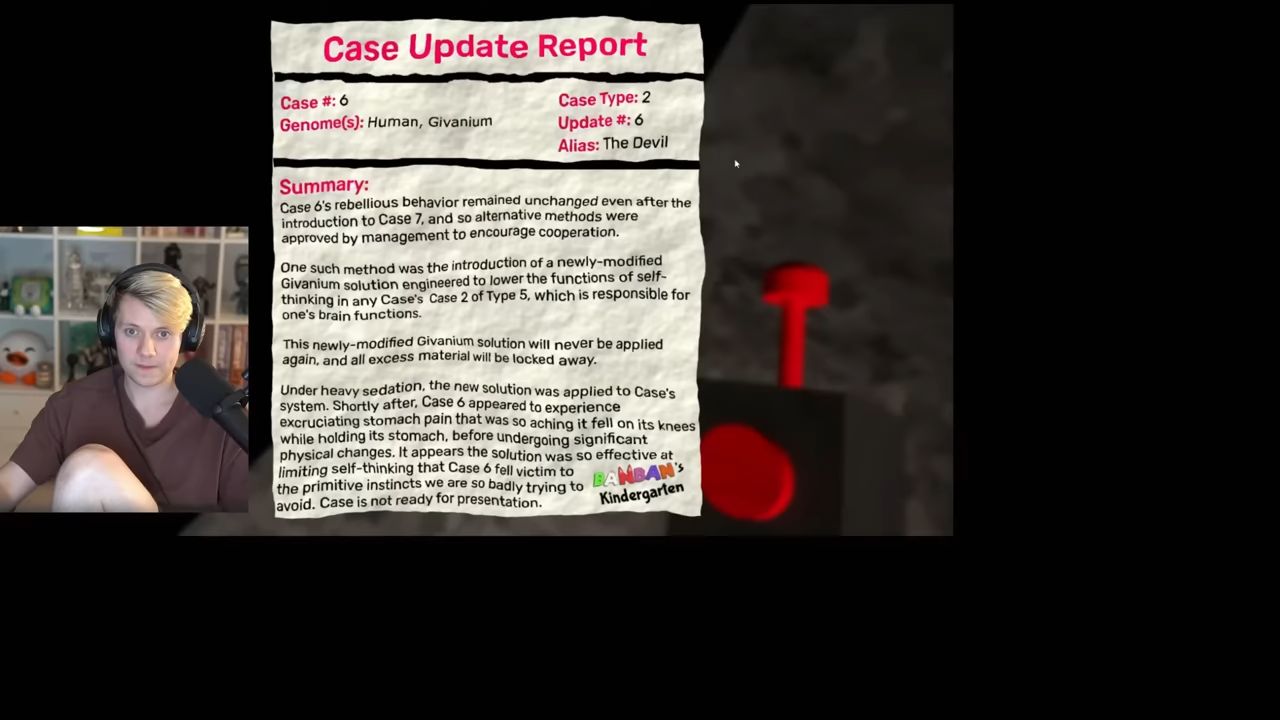 Case Update Report
Case #: 6
Genome(s): Human, Givanium
Case Type: 2
Update #: 6
Alias: The Devil
Summary:
Case 6's rebellious behavior remained unchanged even after the
introduction to Case 7, and so alternative methods were
approved by management to encourage cooperation.
One such method was the introduction of a newly-modified
Givanium solution engineered to lower the functions of self-
thinking in any Case's Case 2 of Type 5, which is responsible for
one's brain functions.
This newly-modified Givanium solution will never be applied
again, and all excess material will be locked away.
Under heavy sedation, the new solution was applied to Case's
system. Shortly after, Case 6 appeared to experience
excruciating stomach pain that was so aching it fell on its knees
while holding its stomach, before undergoing significant
physical changes. It appears the solution was so effective at
limiting self-thinking that Case 6 fell victim to
the primitive instincts we are so badly trying to
avoid. Case is not ready for presentation.
BANBAN's
Kindergarten